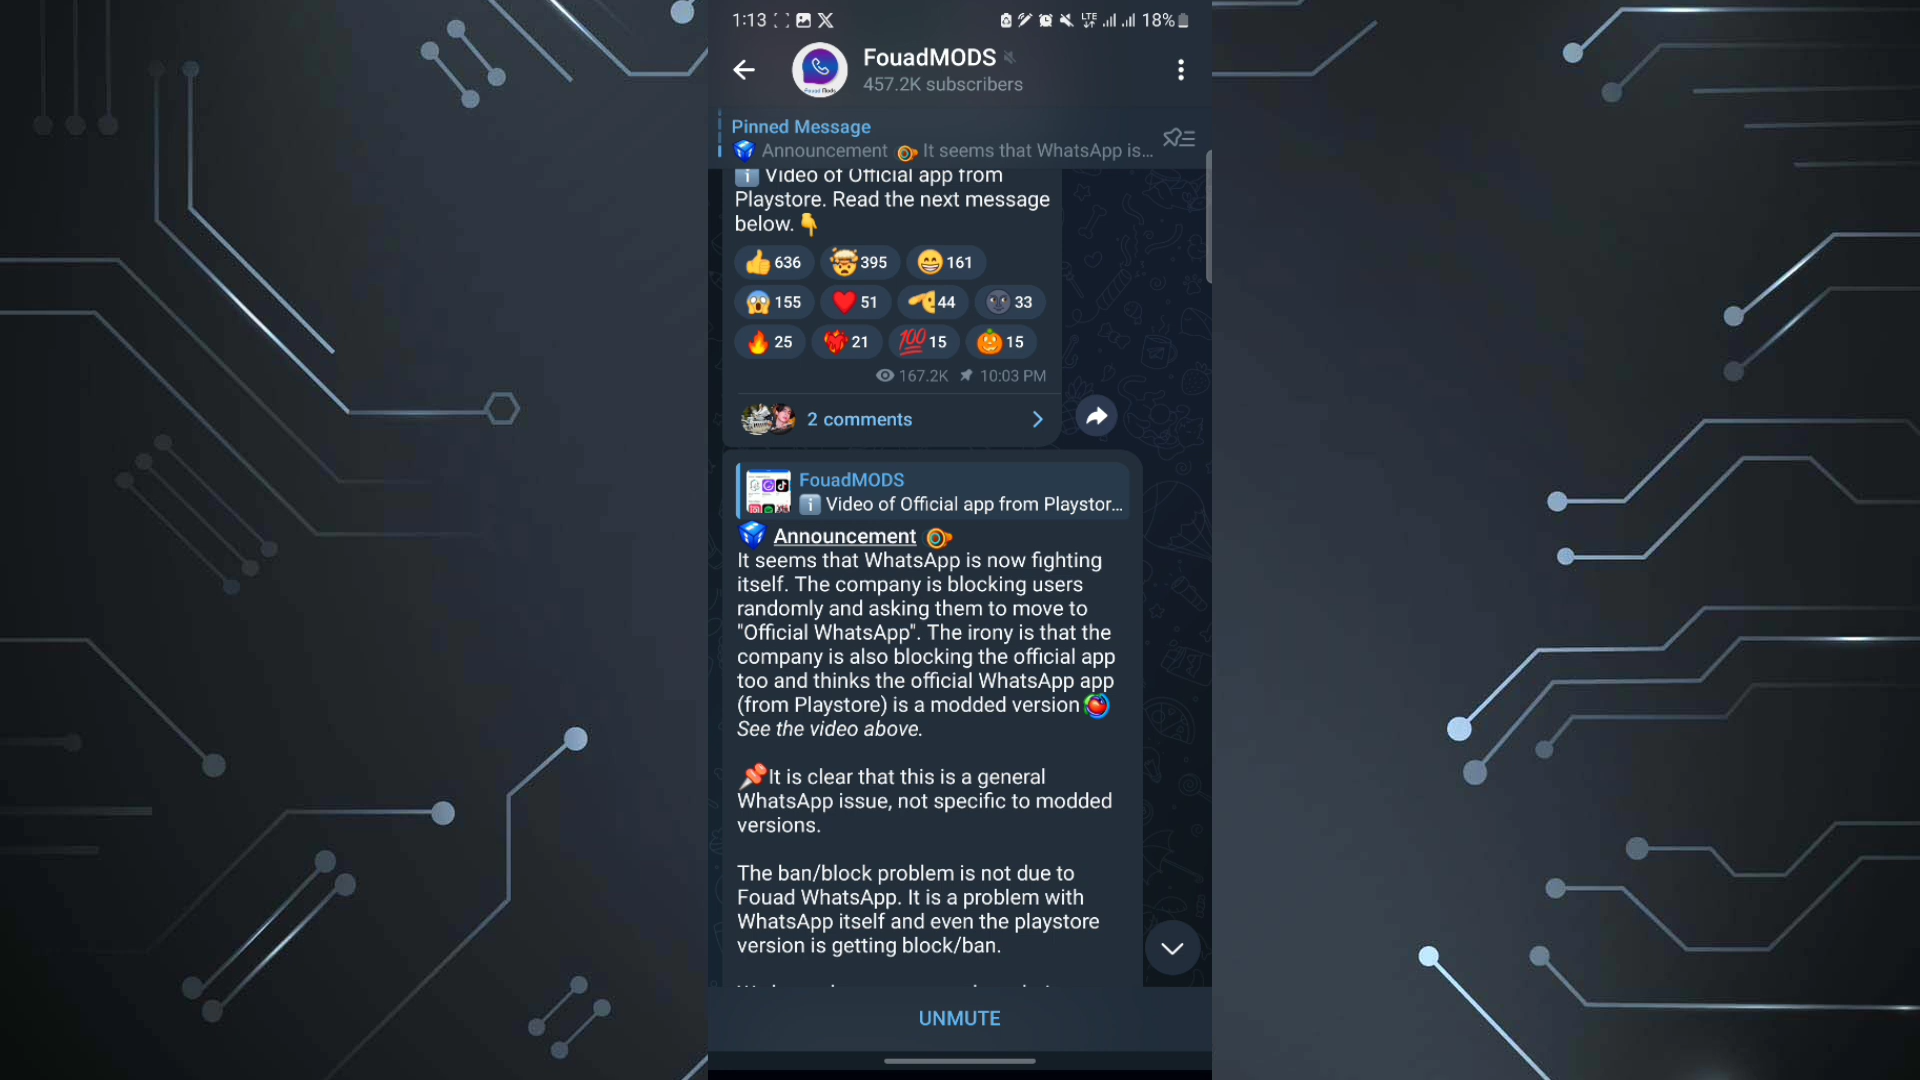 1:13
LTE
18%
FouadMODS
457.2K subscribers
Pinned Message
Announcement It seems that WhatsApp is...
Video of Official app from
Playstore. Read the next message
below.
636 395 161
155 51 44 33
25 21 100 15 15
167.2K 10:03 PM
2 comments
FouadMODS
Video of Official app from Playstor...
Announcement
It seems that WhatsApp is now fighting
itself. The company is blocking users
randomly and asking them to move to
"Official WhatsApp". The irony is that the
company is also blocking the official app
too and thinks the official WhatsApp app
(from Playstore) is a modded version
See the video above.
It is clear that this is a general
WhatsApp issue, not specific to modded
versions.
The ban/block problem is not due to
Fouad WhatsApp. It is a problem with
WhatsApp itself and even the playstore
version is getting block/ban.
UNMUTE